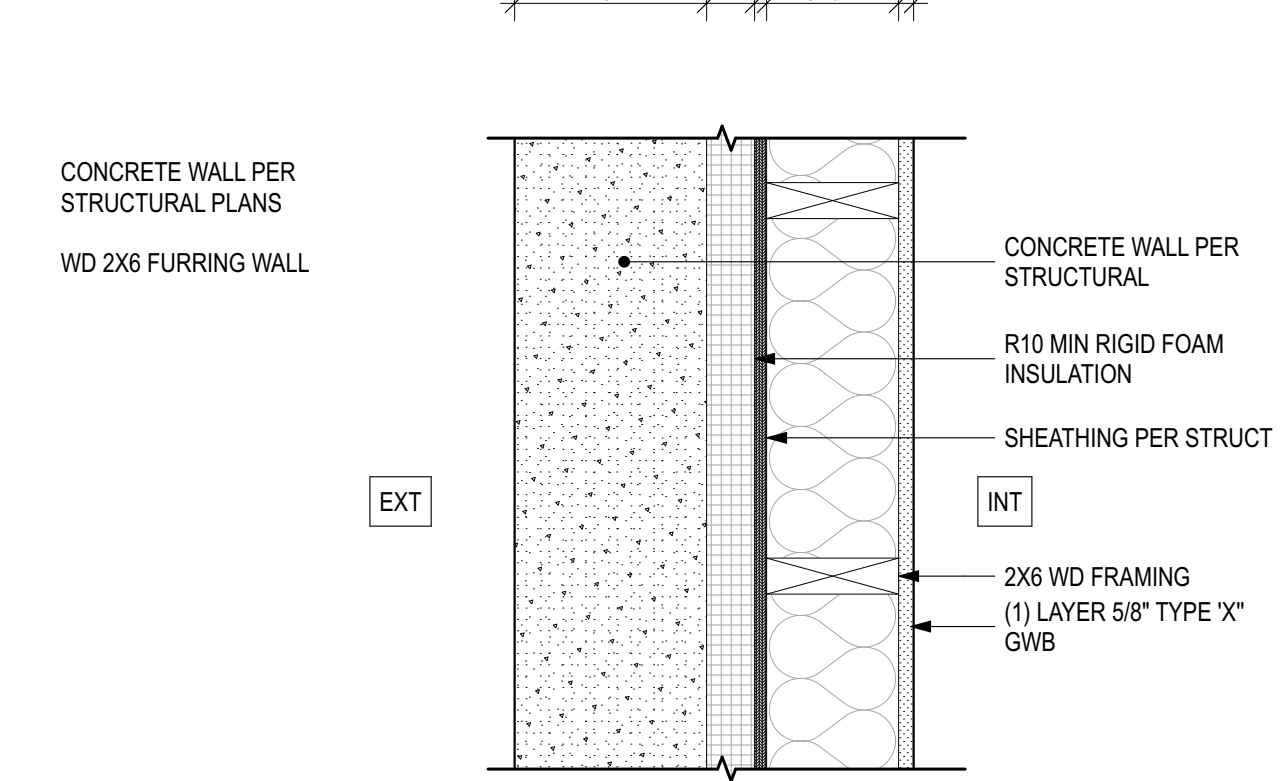 CONCRETE WALL PER
STRUCTURAL PLANS
WD 2X6 FURRING WALL
CONCRETE WALL PER
STRUCTURAL
R10 MIN RIGID FOAM
INSULATION
SHEATHING PER STRUCT
EXT
INT
2X6 WD FRAMING
(1) LAYER 5/8" TYPE 'X"
GWB